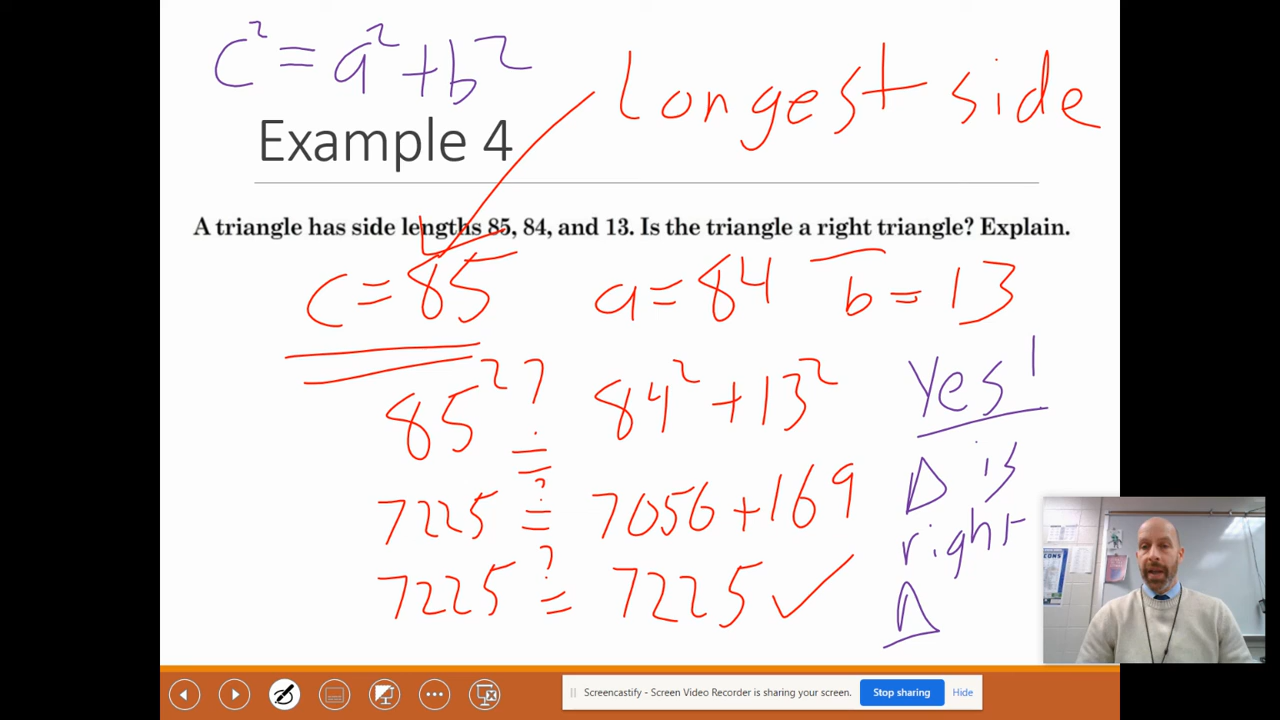 c² = a² + b²
Longest side
Example 4
A triangle has side lengths 85, 84, and 13. Is the triangle a right triangle? Explain.
c = 85 a = 84 b = 13
85² ≟ 84² + 13²
7225 ≟ 7056 + 169
7225 ≟ 7225 ✓
Yes!
Δ is
right
Δ
Screencastify - Screen Video Recorder is sharing your screen. Stop sharing Hide